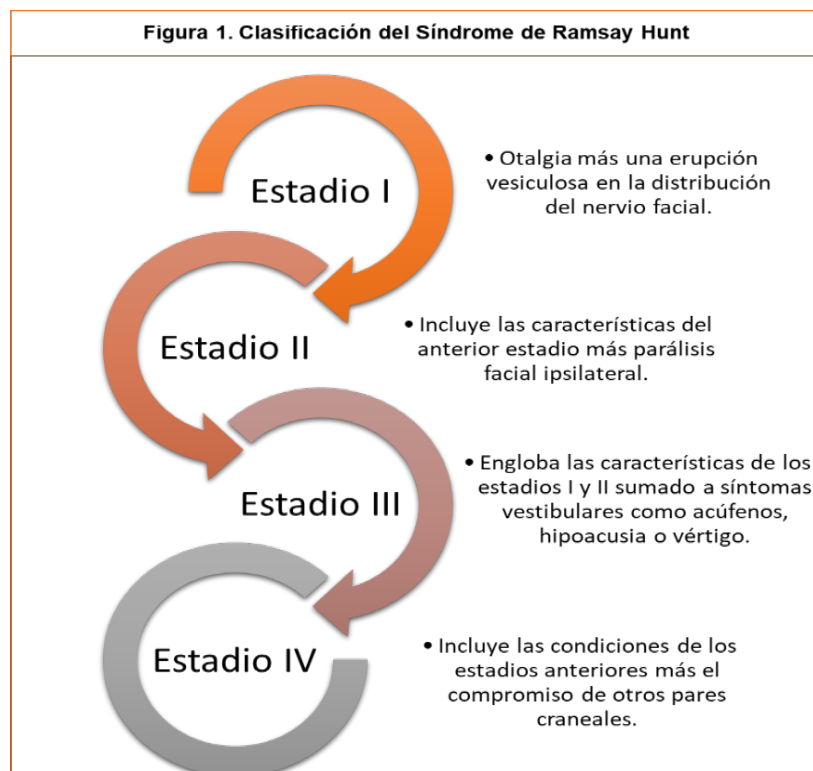 Figura 1. Clasificación del Síndrome de Ramsay Hunt
Estadio I
• Otalgia más una erupción
vesiculosa en la distribución
del nervio facial.
Estadio II
• Incluye las características del
anterior estadio más parálisis
facial ipsilateral.
Estadio III
• Engloba las características de los
estadios I y II sumado a síntomas
vestibulares como acúfenos,
hipoacusia o vértigo.
Estadio IV
• Incluye las condiciones de los
estadios anteriores más el
compromiso de otros pares
craneales.